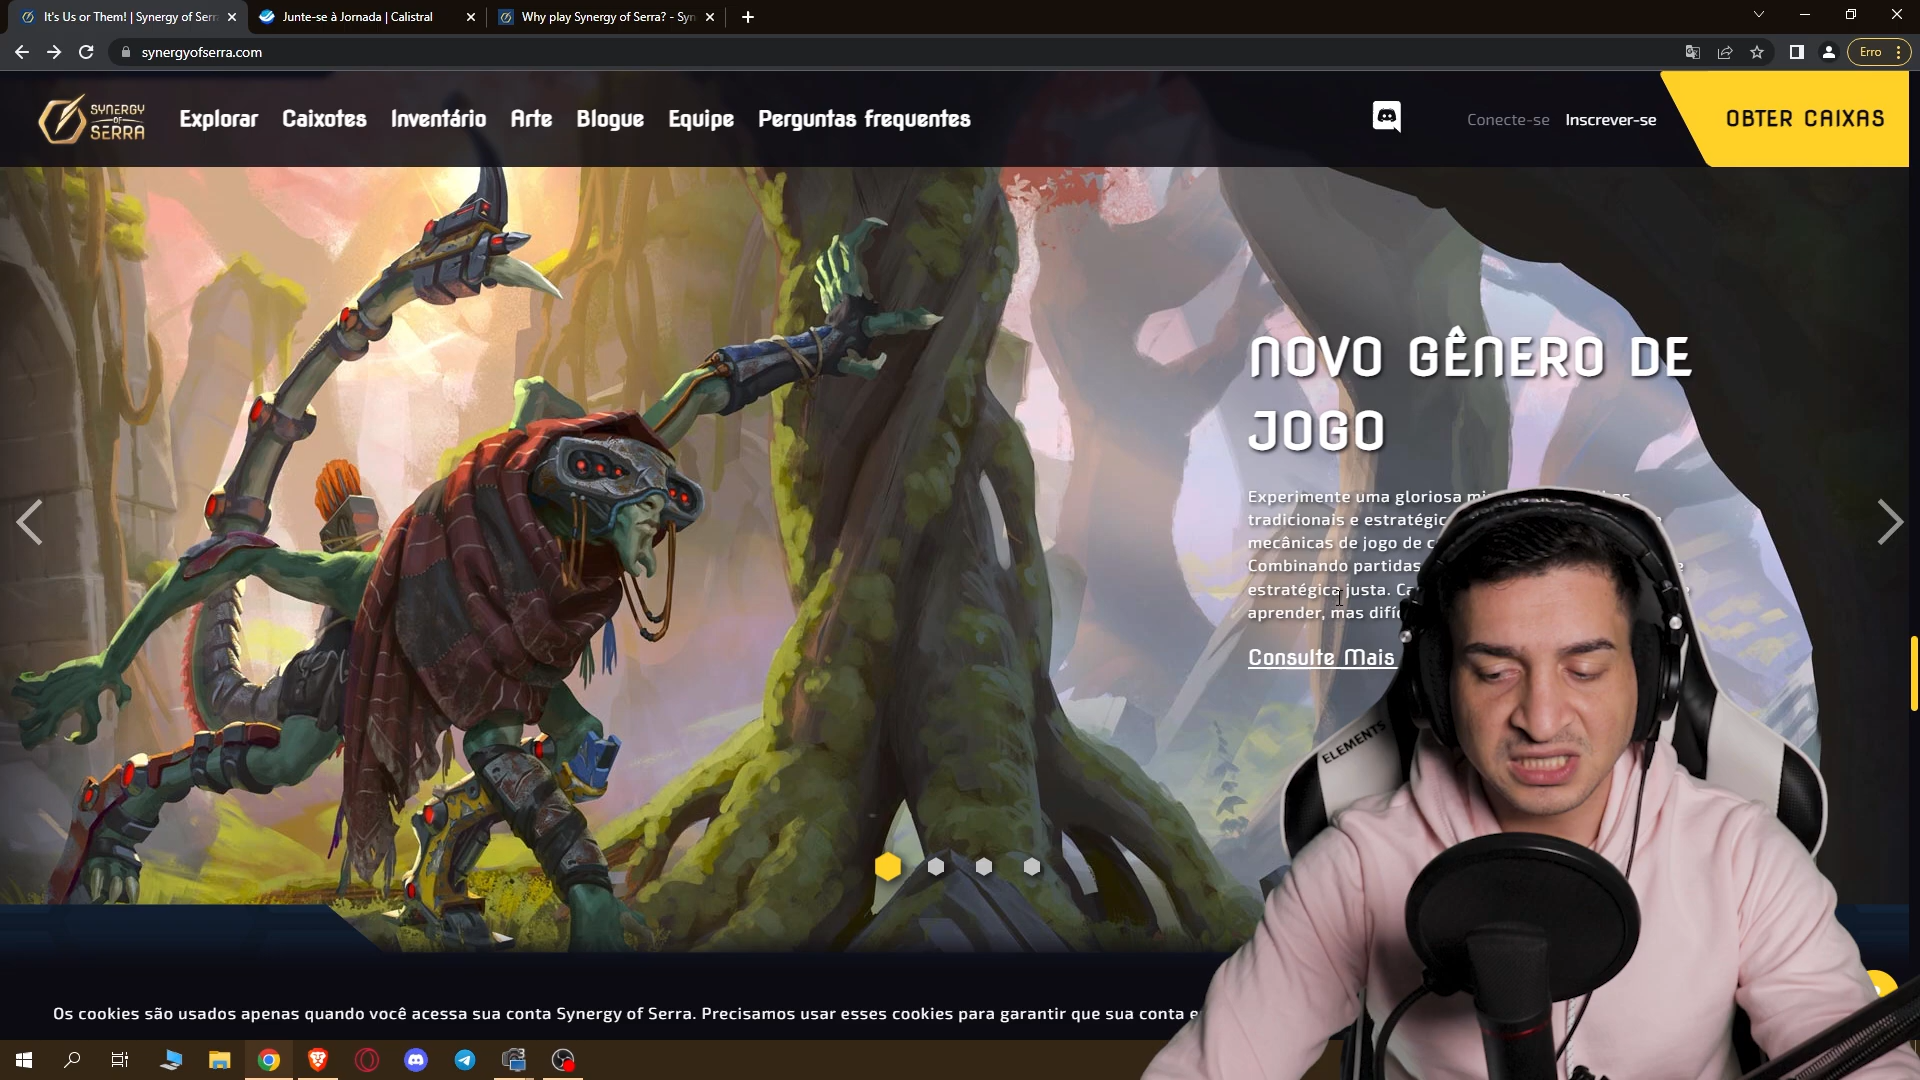 It's Us or Them! | Synergy of Serr
Junte-se à Jornada | Calistral
Why play Synergy of Serra? - Syn
synergyofserra.com
Erro
SYNERGY OF SERRA
Explorar Caixotes Inventário Arte Blogue Equipe Perguntas frequentes
Conecte-se Inscrever-se
OBTER CAIXAS
NOVO GÊNERO DE
JOGO
Experimente uma gloriosa
tradicionais e
mecânicas de jogo de
Combinando partidas
estratégica justa.
aprender, mas
Consulte Mais
ELEMENTS
Os cookies são usados apenas quando você acessa sua conta Synergy of Serra. Precisamos usar esses cookies para garantir que sua conta